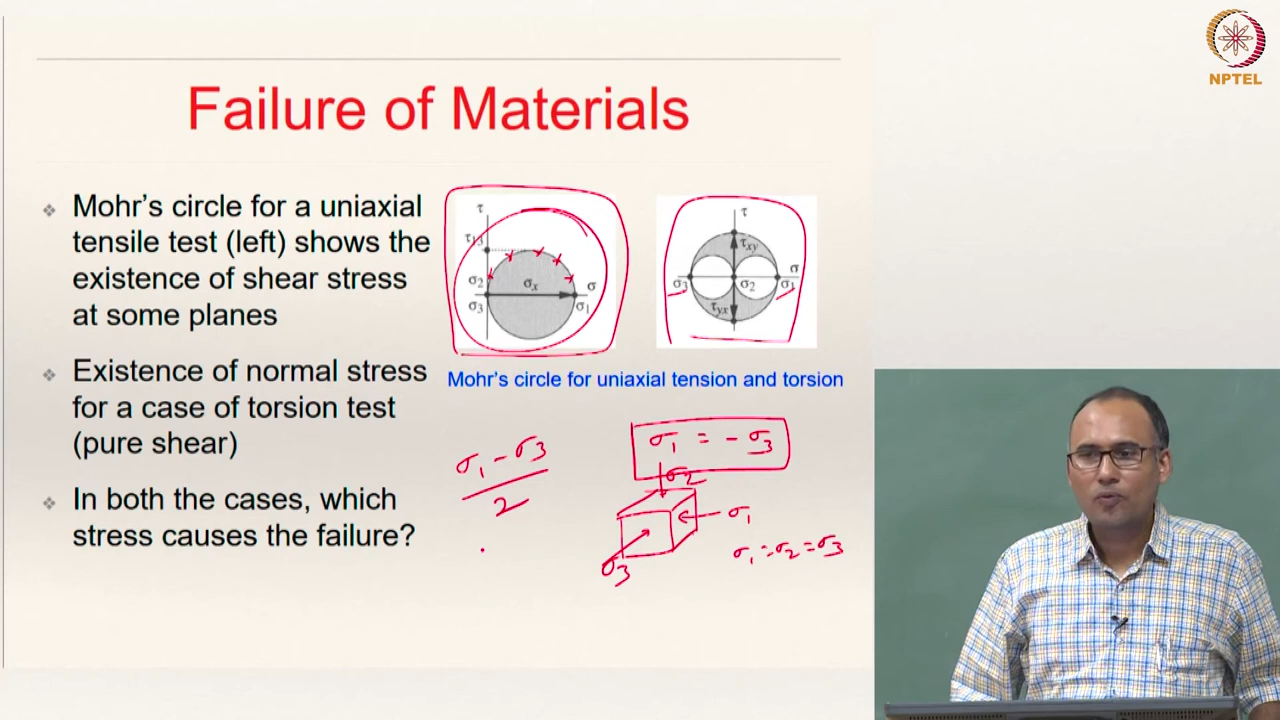 NPTEL
Failure of Materials
Mohr's circle for a uniaxial
tensile test (left) shows the
existence of shear stress
at some planes
Existence of normal stress
for a case of torsion test
(pure shear)
In both the cases, which
stress causes the failure?
τ
τ13
σ2
σx
σ
σ3
σ1
τ
τxy
σ
σ3
σ2
σ1
τyx
Mohr's circle for uniaxial tension and torsion
σ1 - σ3
2
σ1 = - σ3
σ2
σ1
σ3
σ1 = σ2 = σ3